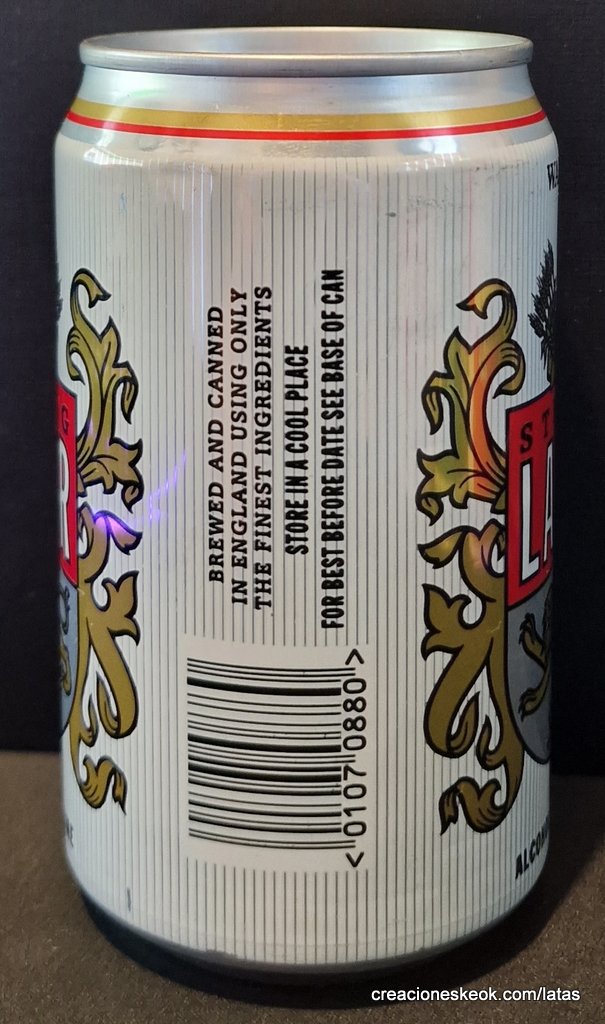 BREWED AND CANNED
IN ENGLAND USING ONLY
THE FINEST INGREDIENTS
STORE IN A COOL PLACE
FOR BEST BEFORE DATE SEE BASE OF CAN
<0107 0880>
creacioneskeok.com/latas